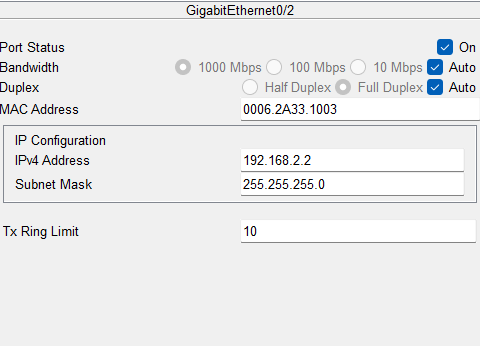 GigabitEthernet0/2
Port Status On
Bandwidth 1000 Mbps 100 Mbps 10 Mbps Auto
Duplex Half Duplex Full Duplex Auto
MAC Address 0006.2A33.1003
IP Configuration
IPv4 Address 192.168.2.2
Subnet Mask 255.255.255.0
Tx Ring Limit 10